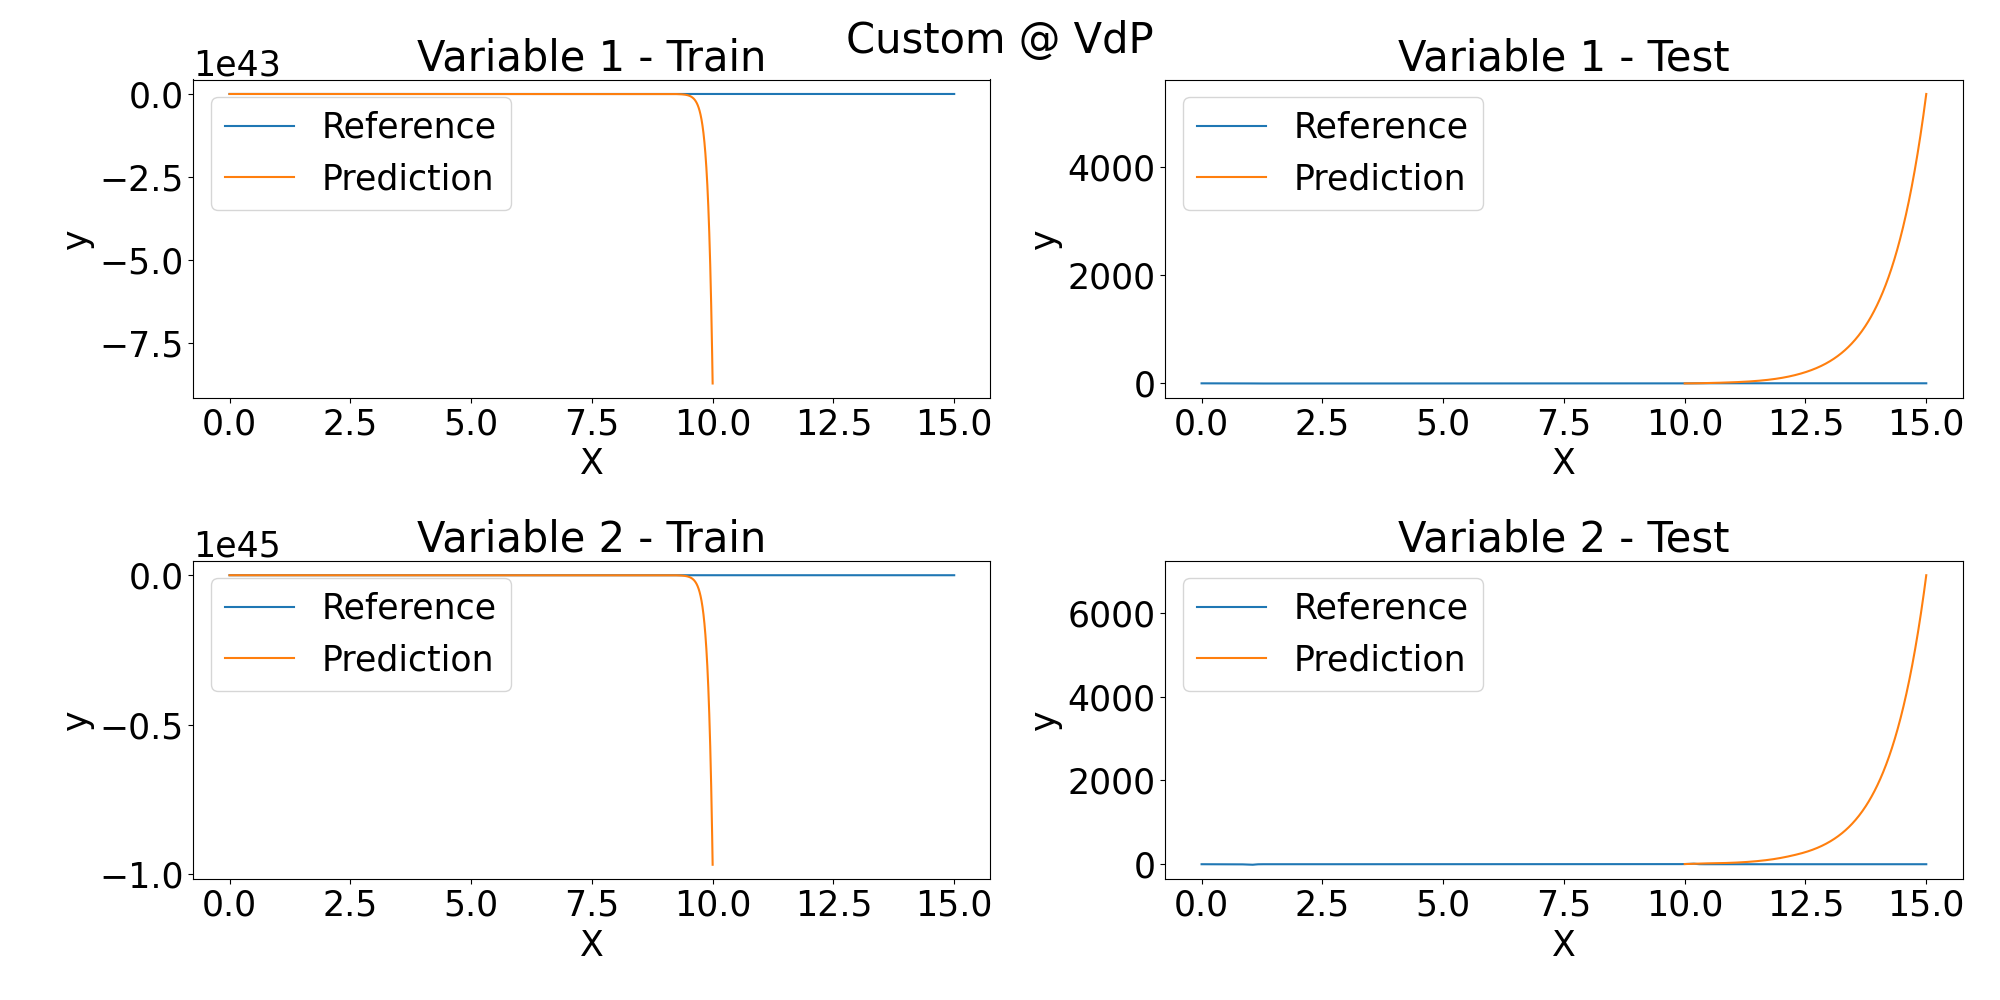 Custom @ VdP
Variable 1 - Train
1e43
0.0
−2.5
−5.0
−7.5
y
Reference
Prediction
0.0 2.5 5.0 7.5 10.0 12.5 15.0
X
Variable 1 - Test
4000
2000
0
y
Reference
Prediction
0.0 2.5 5.0 7.5 10.0 12.5 15.0
X
Variable 2 - Train
1e45
0.0
−0.5
−1.0
y
Reference
Prediction
0.0 2.5 5.0 7.5 10.0 12.5 15.0
X
Variable 2 - Test
6000
4000
2000
0
y
Reference
Prediction
0.0 2.5 5.0 7.5 10.0 12.5 15.0
X